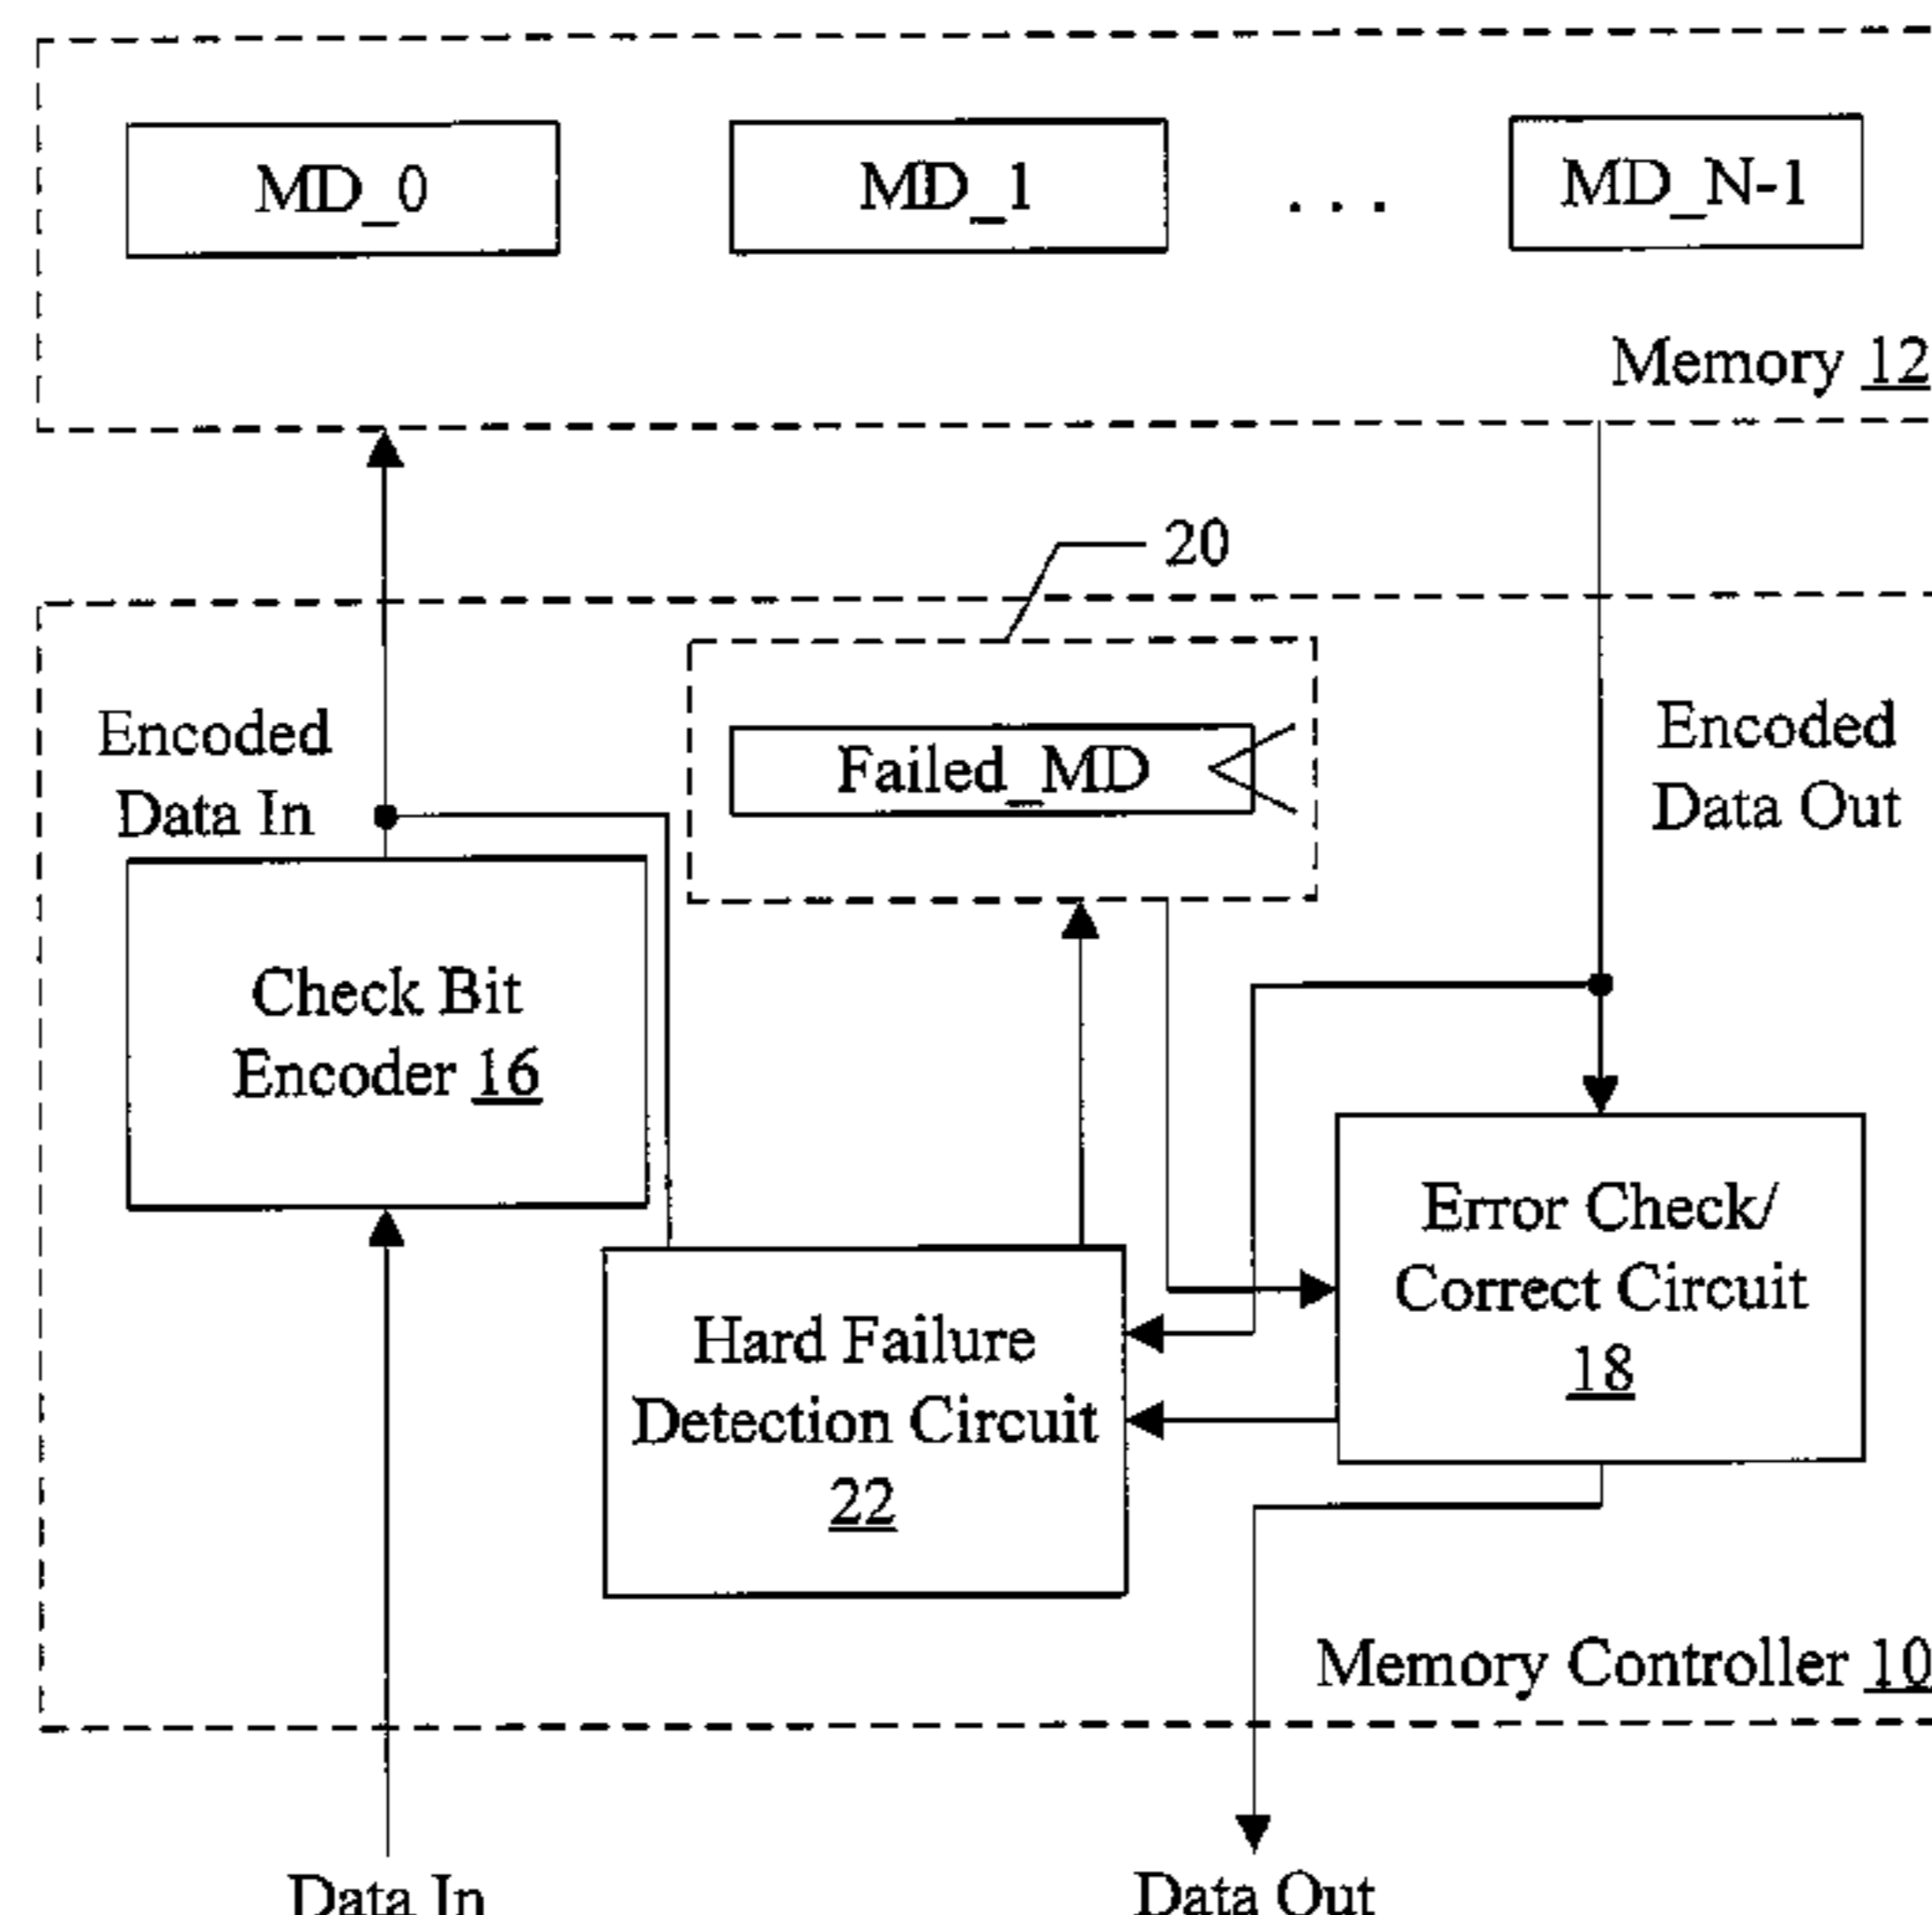 MD_0
MD_1
. . .
MD_N-1
Memory 12
20
Encoded
Data In
Failed_MD
Encoded
Data Out
Check Bit
Encoder 16
Error Check/
Correct Circuit
18
Hard Failure
Detection Circuit
22
Memory Controller 10
Data In
Data Out